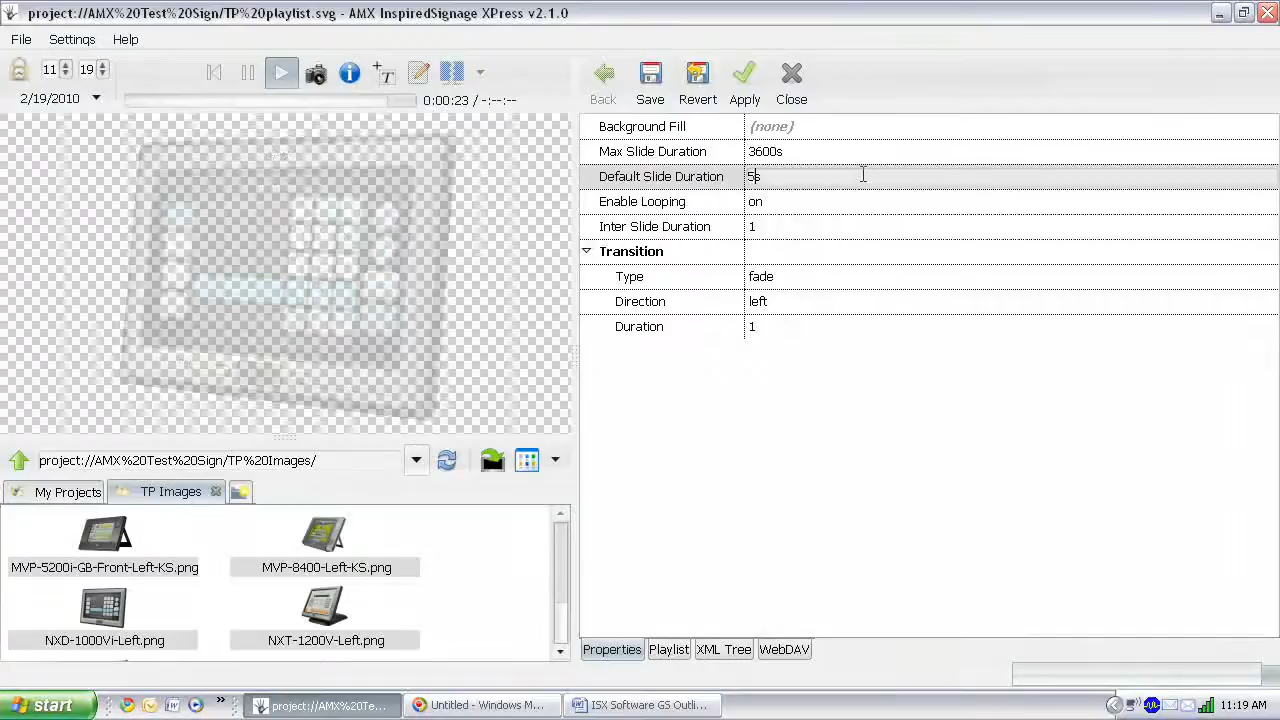 project://AMX%20Test%20Sign/TP%20playlist.svg - AMX InspiredSignage XPress v2.1.0
File Settings Help
11 19
2/19/2010
0:00:23 / -:--:--
Back Save Revert Apply Close
Background Fill (none)
Max Slide Duration 3600s
Default Slide Duration 5s
Enable Looping on
Inter Slide Duration 1
Transition
Type fade
Direction left
Duration 1
project://AMX%20Test%20Sign/TP%20Images/
My Projects TP Images
MVP-5200i-GB-Front-Left-KS.png MVP-8400-Left-KS.png
NXD-1000Vi-Left.png NXT-1200V-Left.png
Properties Playlist XML Tree WebDAV
start » project://AMX%20Te... Untitled - Windows M... ISX Software GS Outli... 11:19 AM